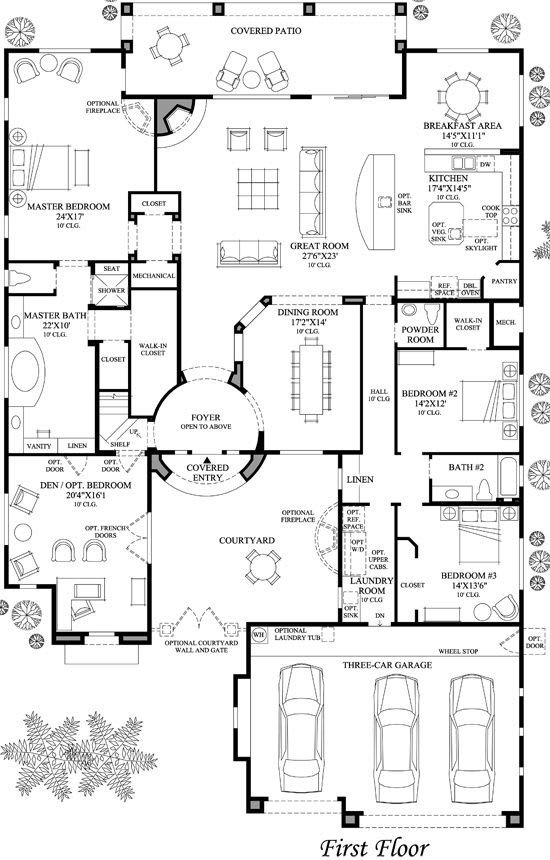 COVERED PATIO
OPTIONAL
FIREPLACE
BREAKFAST AREA
14'5"X11'1"
10' CLG.
MASTER BEDROOM
24'X17'
10' CLG.
CLOSET
MECHANICAL
GREAT ROOM
27'6"X23'
10' CLG.
OPT.
BAR
SINK
KITCHEN
17'4"X14'5"
10' CLG.
DW
COOK
TOP
OPT.
VEG.
SINK
OPT.
SKYLIGHT
REF.
SPACE
DBL.
OVEN
PANTRY
SEAT
SHOWER
MASTER BATH
22'X10'
10' CLG.
CLOSET
WALK-IN
CLOSET
VANITY
LINEN
UP
SHELF
DINING ROOM
17'2"X14'
10' CLG.
HALL
10' CLG
POWDER
ROOM
WALK-IN
CLOSET
MECH.
BEDROOM #2
14'2X12'
10' CLG.
FOYER
OPEN TO ABOVE
COVERED
ENTRY
OPT.
DOOR
OPT.
DOOR
DEN / OPT. BEDROOM
20'4"X16'1
10' CLG.
OPT. FRENCH
DOORS
LINEN
BATH #2
OPTIONAL
FIREPLACE
COURTYARD
OPT.
REF.
SPACE
OPT
W/D
OPT.
UPPER
CABS.
LAUNDRY
ROOM
10' CLG
OPT.
SINK
DN
CLOSET
BEDROOM #3
14'X13'6"
10' CLG.
OPTIONAL COURTYARD
WALL AND GATE
WH
OPTIONAL
LAUNDRY TUB
WHEEL STOP
OPT.
DOOR
THREE-CAR GARAGE
First Floor